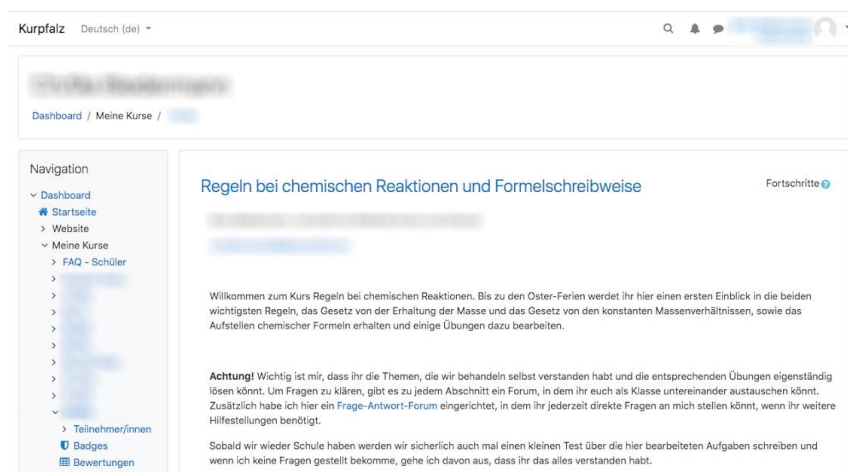 Kurpfalz Deutsch (de)
Dashboard / Meine Kurse /
Navigation
Dashboard
Startseite
Website
Meine Kurse
FAQ - Schüler
Teilnehmer/innen
Badges
Bewertungen
Regeln bei chemischen Reaktionen und Formelschreibweise
Fortschritte
Willkommen zum Kurs Regeln bei chemischen Reaktionen. Bis zu den Oster-Ferien werdet ihr hier einen ersten Einblick in die beiden
wichtigsten Regeln, das Gesetz von der Erhaltung der Masse und das Gesetz von den konstanten Massenverhältnissen, sowie das
Aufstellen chemischer Formeln erhalten und einige Übungen dazu bearbeiten.
Achtung! Wichtig ist mir, dass ihr die Themen, die wir behandeln selbst verstanden habt und die entsprechenden Übungen eigenständig
lösen könnt. Um Fragen zu klären, gibt es zu jedem Abschnitt ein Forum, in dem ihr euch als Klasse untereinander austauschen könnt.
Zusätzlich habe ich hier ein Frage-Antwort-Forum eingerichtet, in dem ihr jederzeit direkte Fragen an mich stellen könnt, wenn ihr weitere
Hilfestellungen benötigt.
Sobald wir wieder Schule haben werden wir sicherlich auch mal einen kleinen Test über die hier bearbeiteten Aufgaben schreiben und
wenn ich keine Fragen gestellt bekomme, gehe ich davon aus, dass ihr das alles verstanden habt.